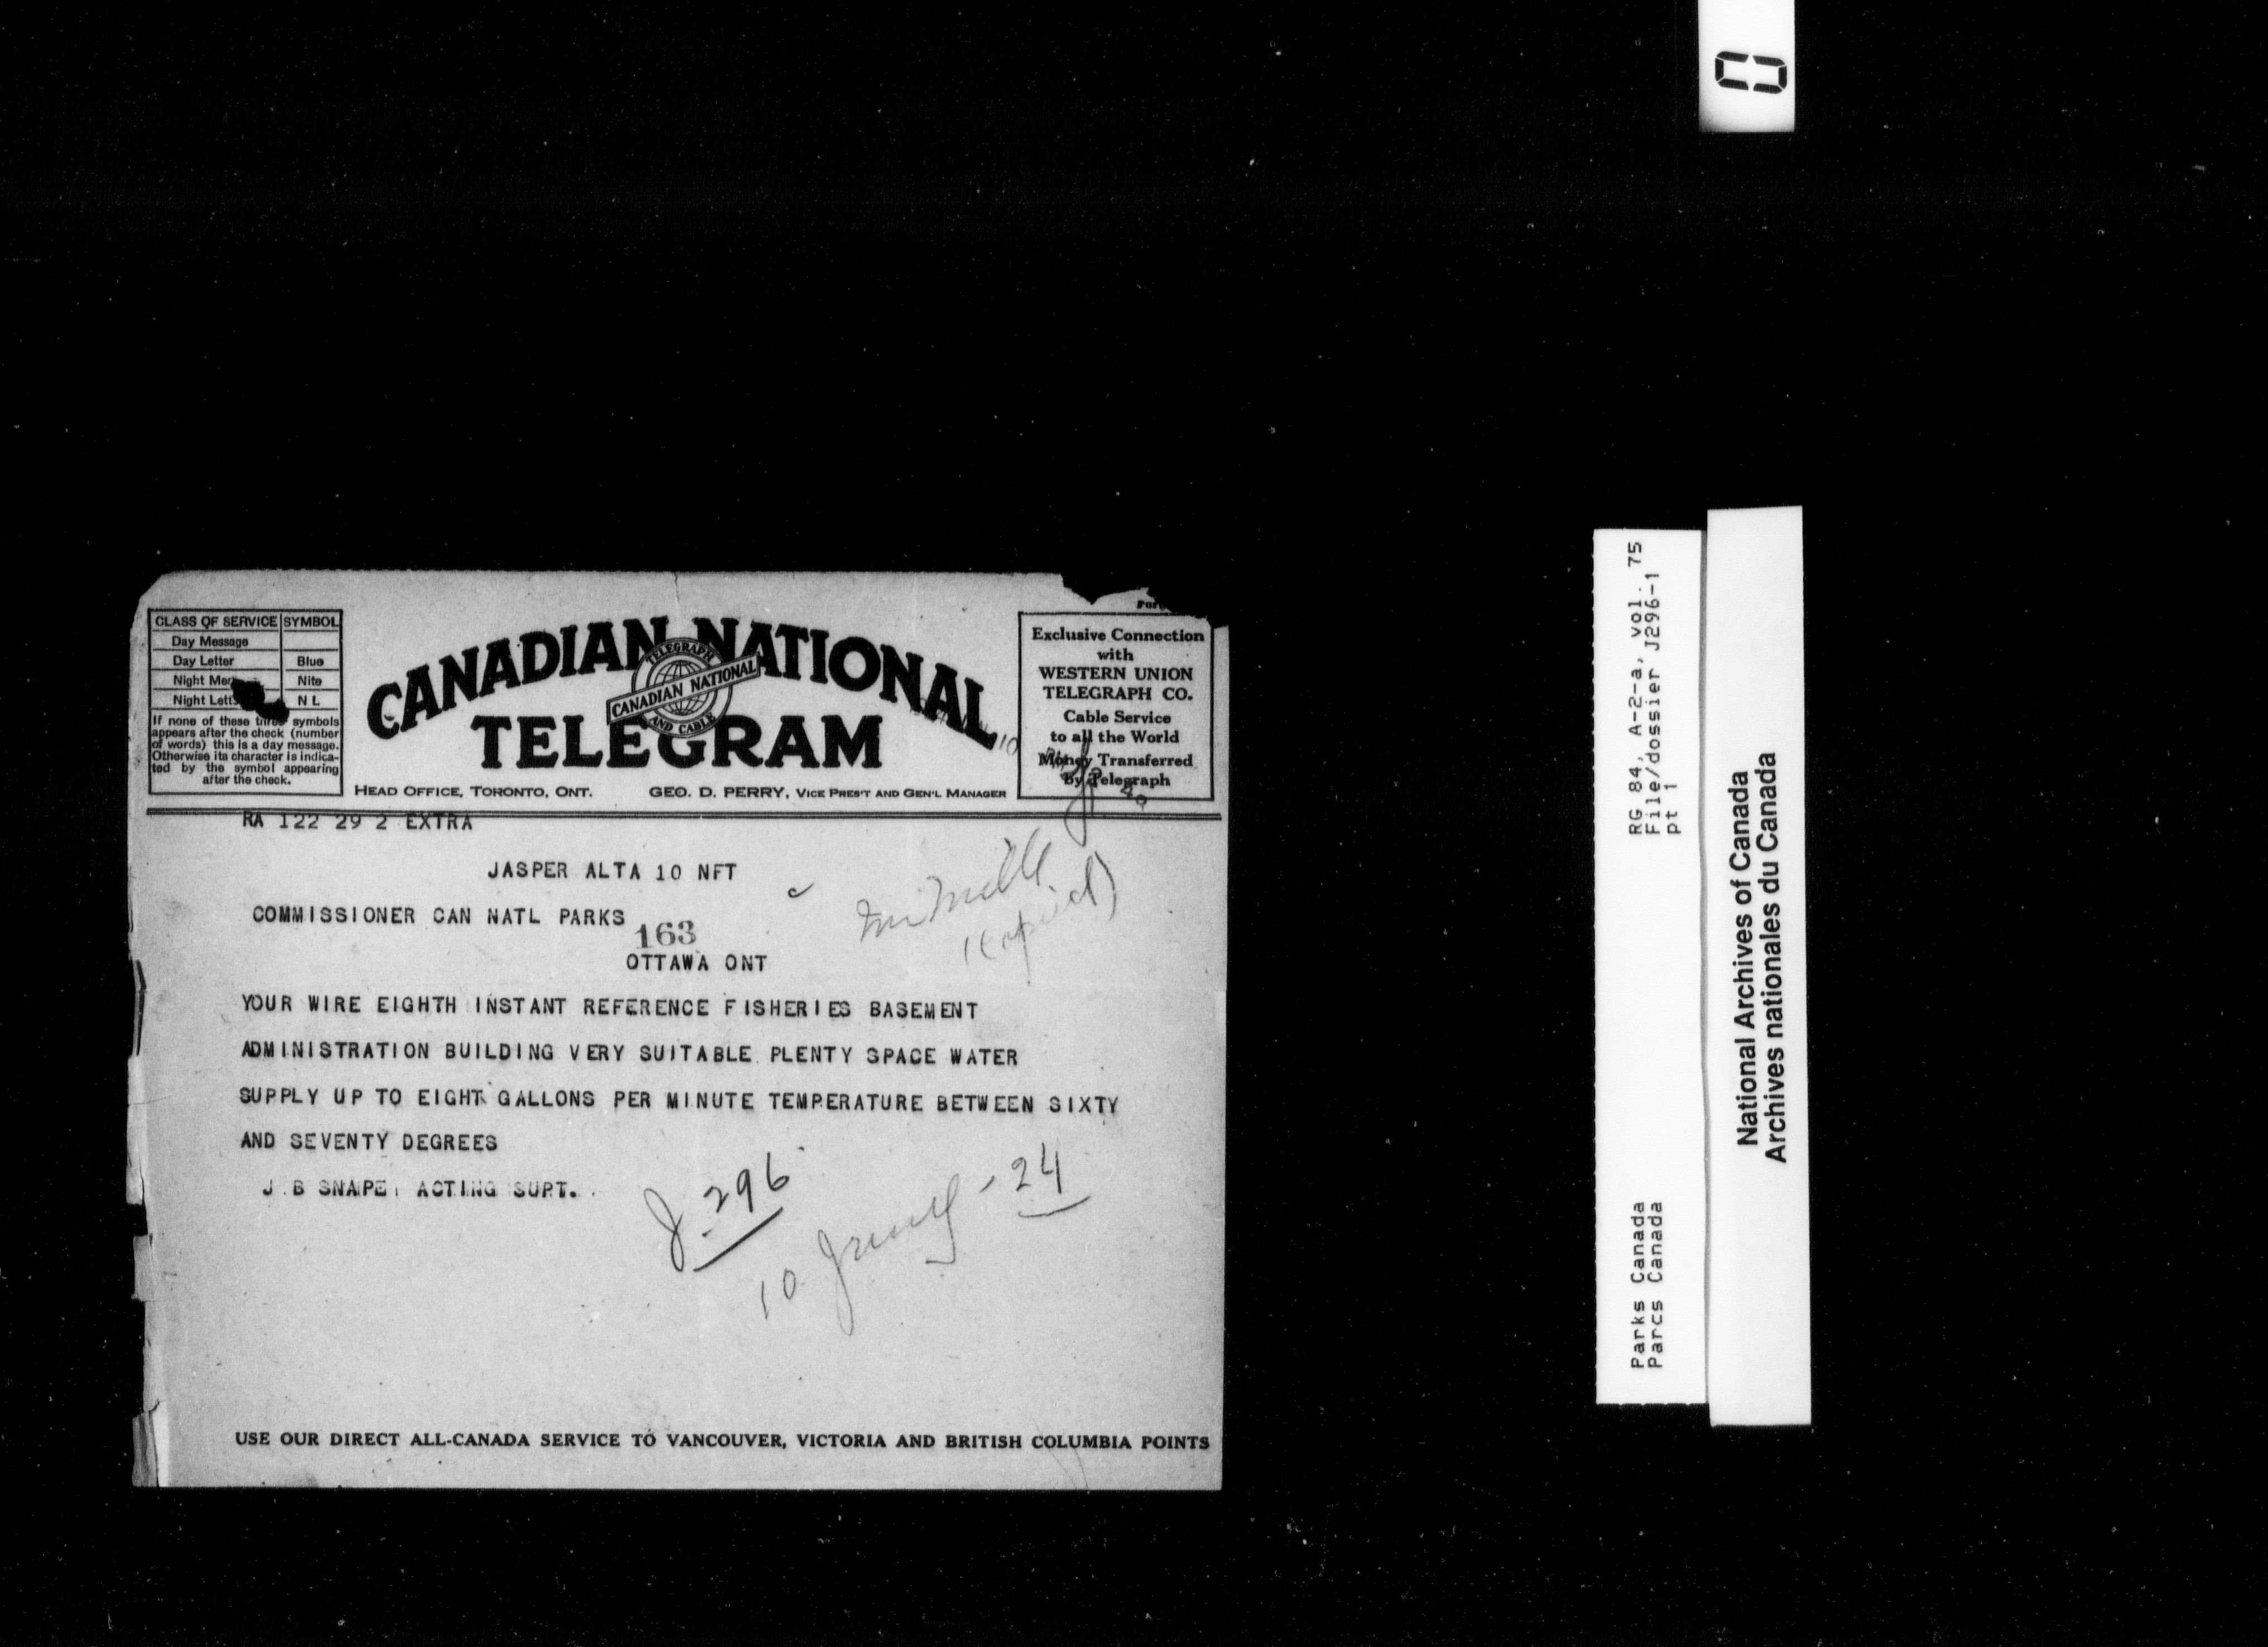 CLASS OF SERVICE SYMBOL
Day Message
Day Letter Blue
Night Nite
Night N L
If none of these three symbols
appears after the check (number
of words) this is a day message.
Otherwise its character is indica-
ted by the symbol appearing
after the check.
CANADIAN NATIONAL
TELEGRAPH
CANADIAN NATIONAL
AND CABLE
TELEGRAM
HEAD OFFICE, TORONTO, ONT. GEO. D. PERRY, VICE PRES'T AND GEN'L MANAGER
Exclusive Connection
with
WESTERN UNION
TELEGRAPH CO.
Cable Service
to all the World
Money Transferred
by Telegraph
RA 122 29 2 EXTRA
JASPER ALTA 10 NFT
COMMISSIONER CAN NATL PARKS
163
OTTAWA ONT
YOUR WIRE EIGHTH INSTANT REFERENCE FISHERIES BASEMENT
ADMINISTRATION BUILDING VERY SUITABLE PLENTY SPACE WATER
SUPPLY UP TO EIGHT GALLONS PER MINUTE TEMPERATURE BETWEEN SIXTY
AND SEVENTY DEGREES
J B SNAPE ACTING SUPT.
J. 296
10 - 24
USE OUR DIRECT ALL-CANADA SERVICE TO VANCOUVER, VICTORIA AND BRITISH COLUMBIA POINTS
RG 84, A-2-a, vol. 75
File/dossier J296-1
pt 1
Parks Canada
Parcs Canada
National Archives of Canada
Archives nationales du Canada